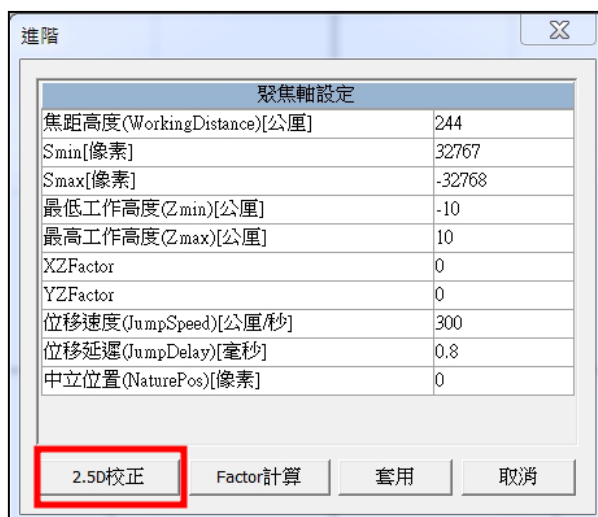 進階
聚焦軸設定
焦距高度(WorkingDistance)[公厘] 244
Smin[像素] 32767
Smax[像素] -32768
最低工作高度(Zmin)[公厘] -10
最高工作高度(Zmax)[公厘] 10
XZFactor 0
YZFactor 0
位移速度(JumpSpeed)[公厘/秒] 300
位移延遲(JumpDelay)[毫秒] 0.8
中立位置(NaturePos)[像素] 0
2.5D校正 Factor計算 套用 取消